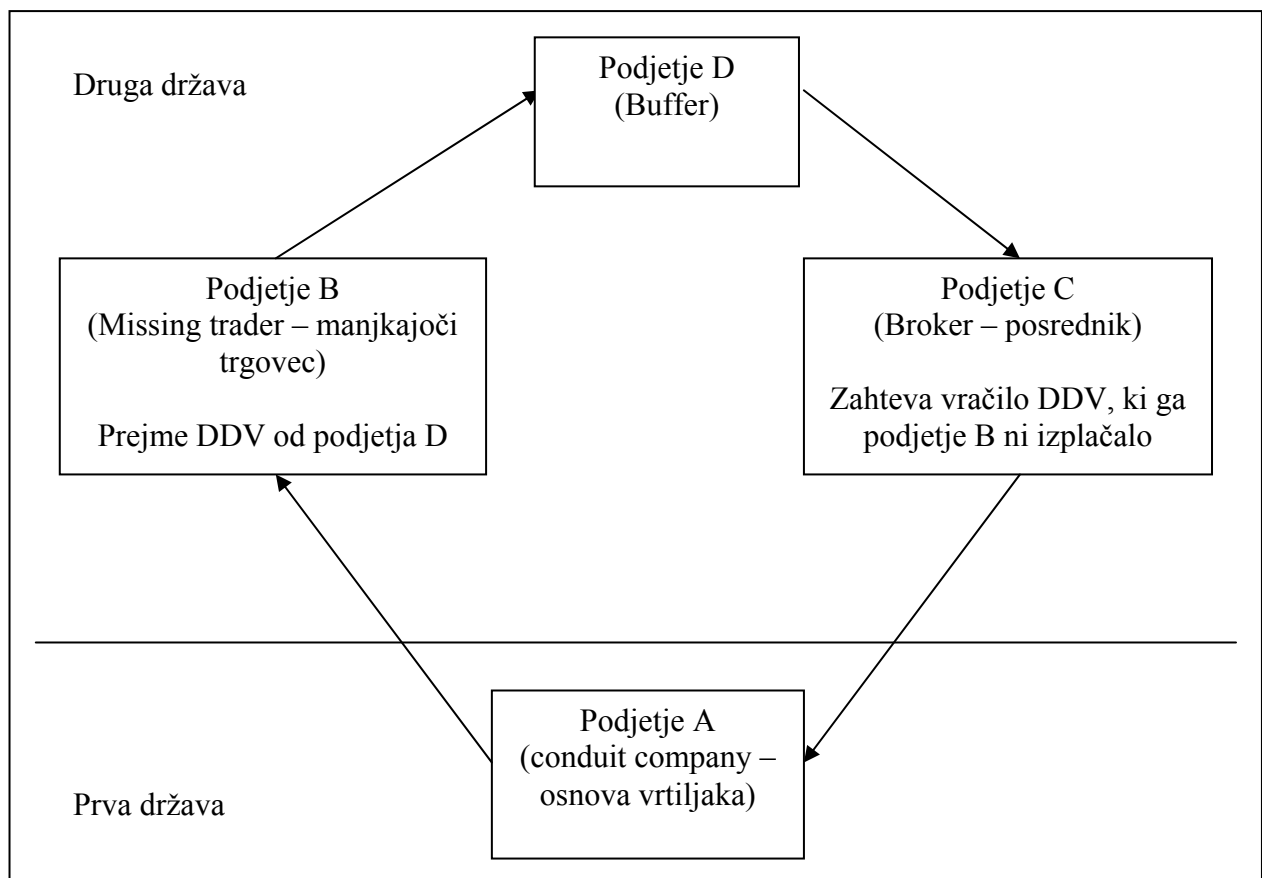 Druga država
Podjetje D
(Buffer)
Podjetje B
(Missing trader – manjkajoči
trgovec)
Prejme DDV od podjetja D
Podjetje C
(Broker – posrednik)
Zahteva vračilo DDV, ki ga
podjetje B ni izplačalo
Podjetje A
(conduit company –
osnova vrtiljaka)
Prva država